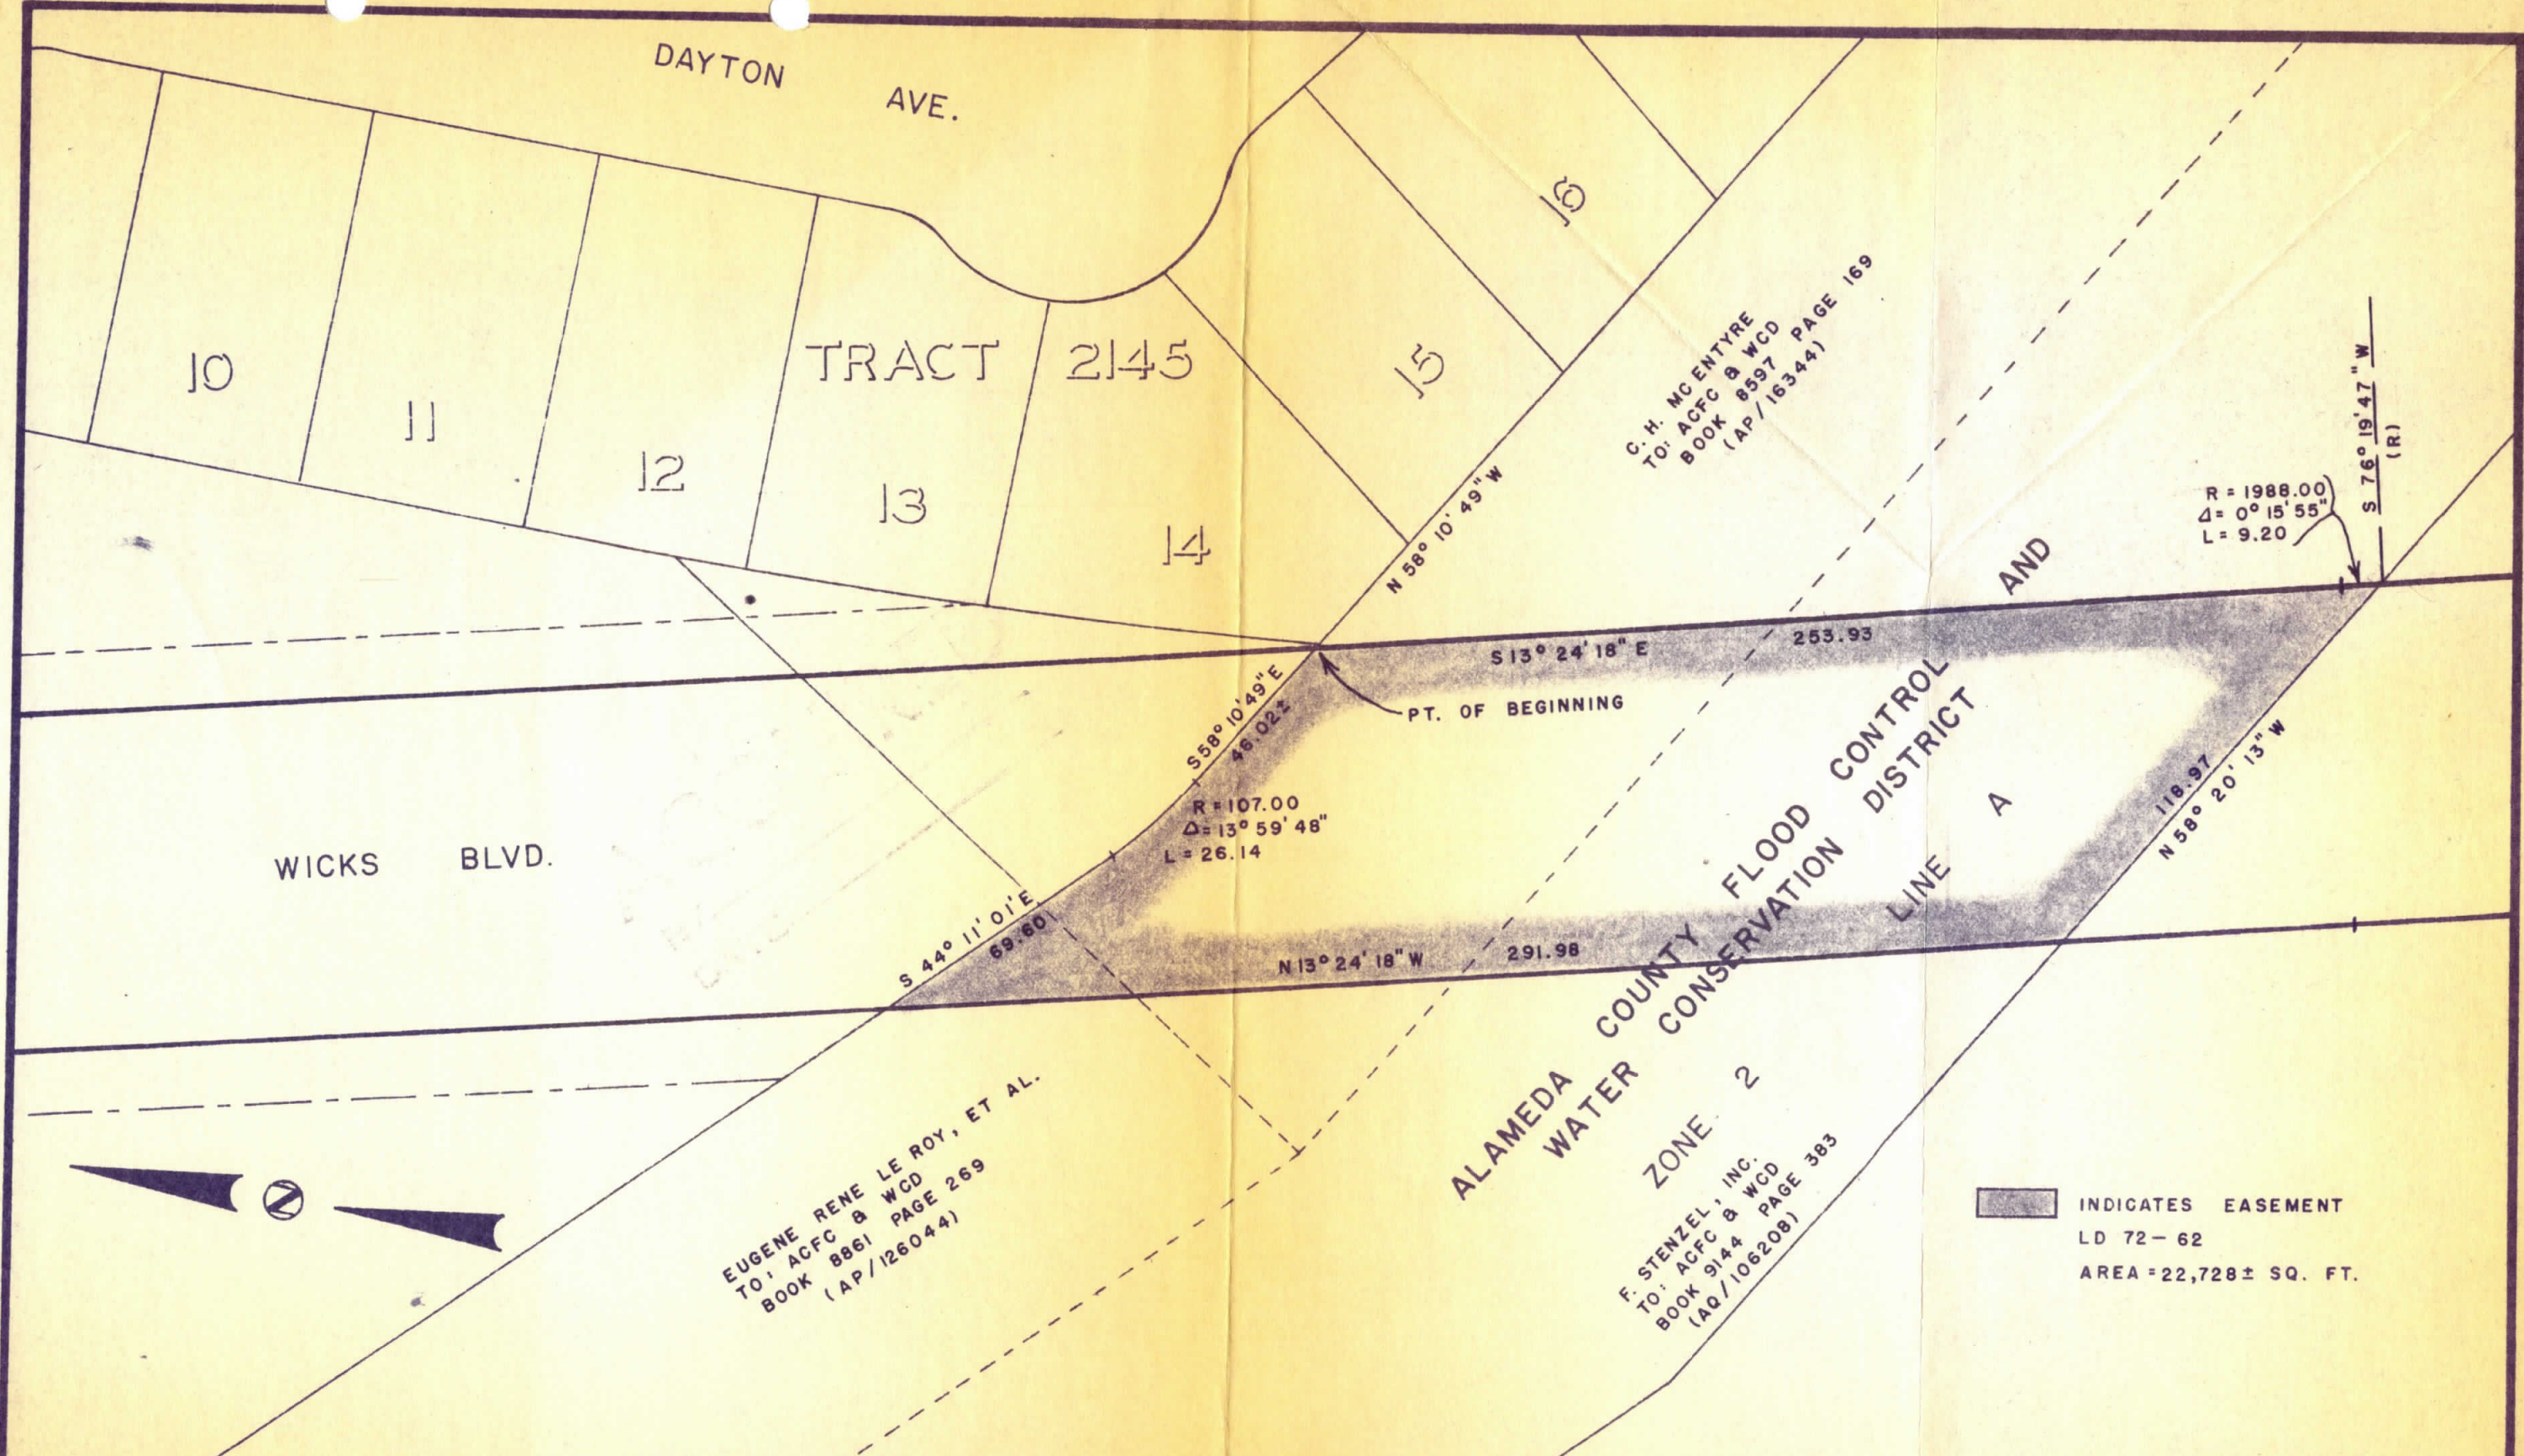 DAYTON AVE.
10
11
12
TRACT 2145
13
14
15
16
C. H. MC ENTYRE
TO: ACFC & WCD
BOOK 8597 PAGE 169
(AP/16344)
N 58° 10' 49" W
S 76° 19' 47" W
(R)
R = 1988.00
Δ = 0° 15' 55"
L = 9.20
S 13° 24' 18" E 253.93
PT. OF BEGINNING
S 58° 10' 49" E
46.02±
R = 107.00
Δ = 13° 59' 48"
L = 26.14
WICKS BLVD.
S 44° 11' 01" E
69.60
N 13° 24' 18" W 291.98
118.97
N 58° 20' 13" W
ALAMEDA COUNTY FLOOD CONTROL AND
WATER CONSERVATION DISTRICT
ZONE. 2 LINE A
EUGENE RENE LE ROY, ET AL.
TO: ACFC & WCD
BOOK 8861 PAGE 269
(AP/126044)
F. STENZEL, INC.
TO: ACFC & WCD
BOOK 9144 PAGE 383
(AQ/106208)
N
INDICATES EASEMENT
LD 72-62
AREA = 22,728± SQ. FT.